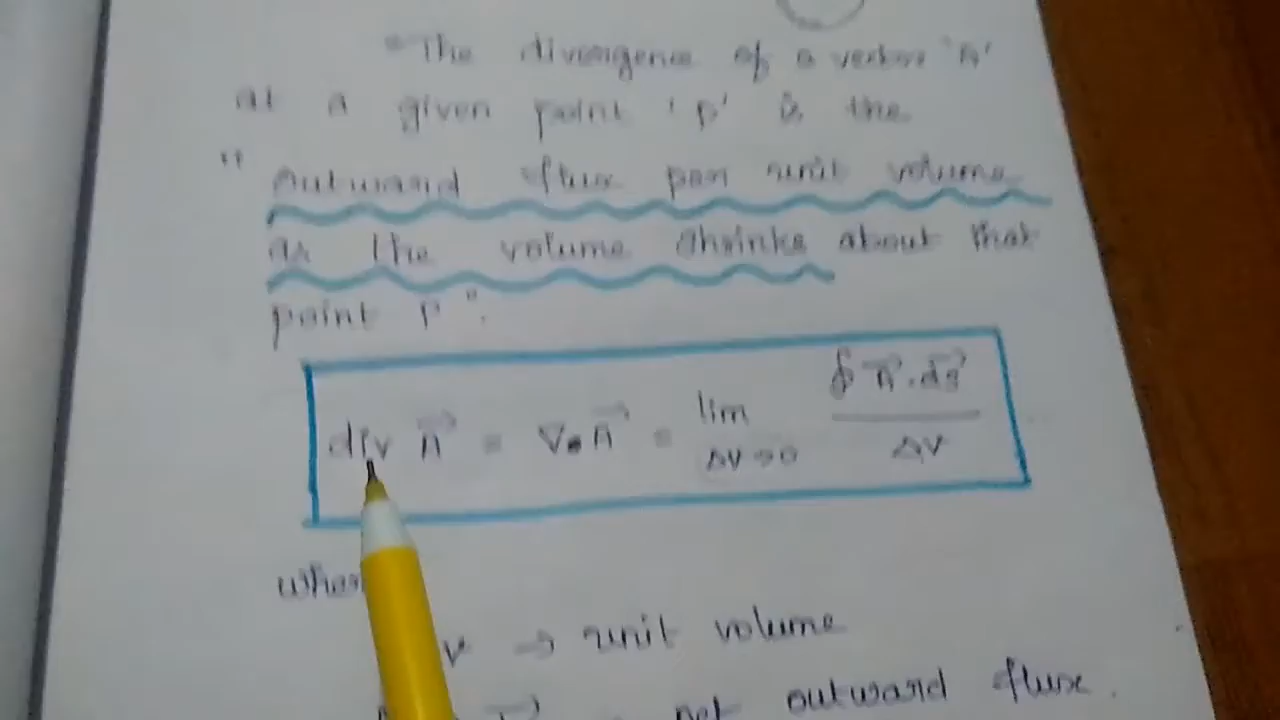 "The divergence of a vector 'A'
at a given point 'p' is the
" outward flux per unit volume
as the volume shrinks about that
point P ".
div A⃗ = ∇•A⃗ = lim ΔV→0 ∮ A⃗.ds⃗ / ΔV
V → unit volume
net outward flux.